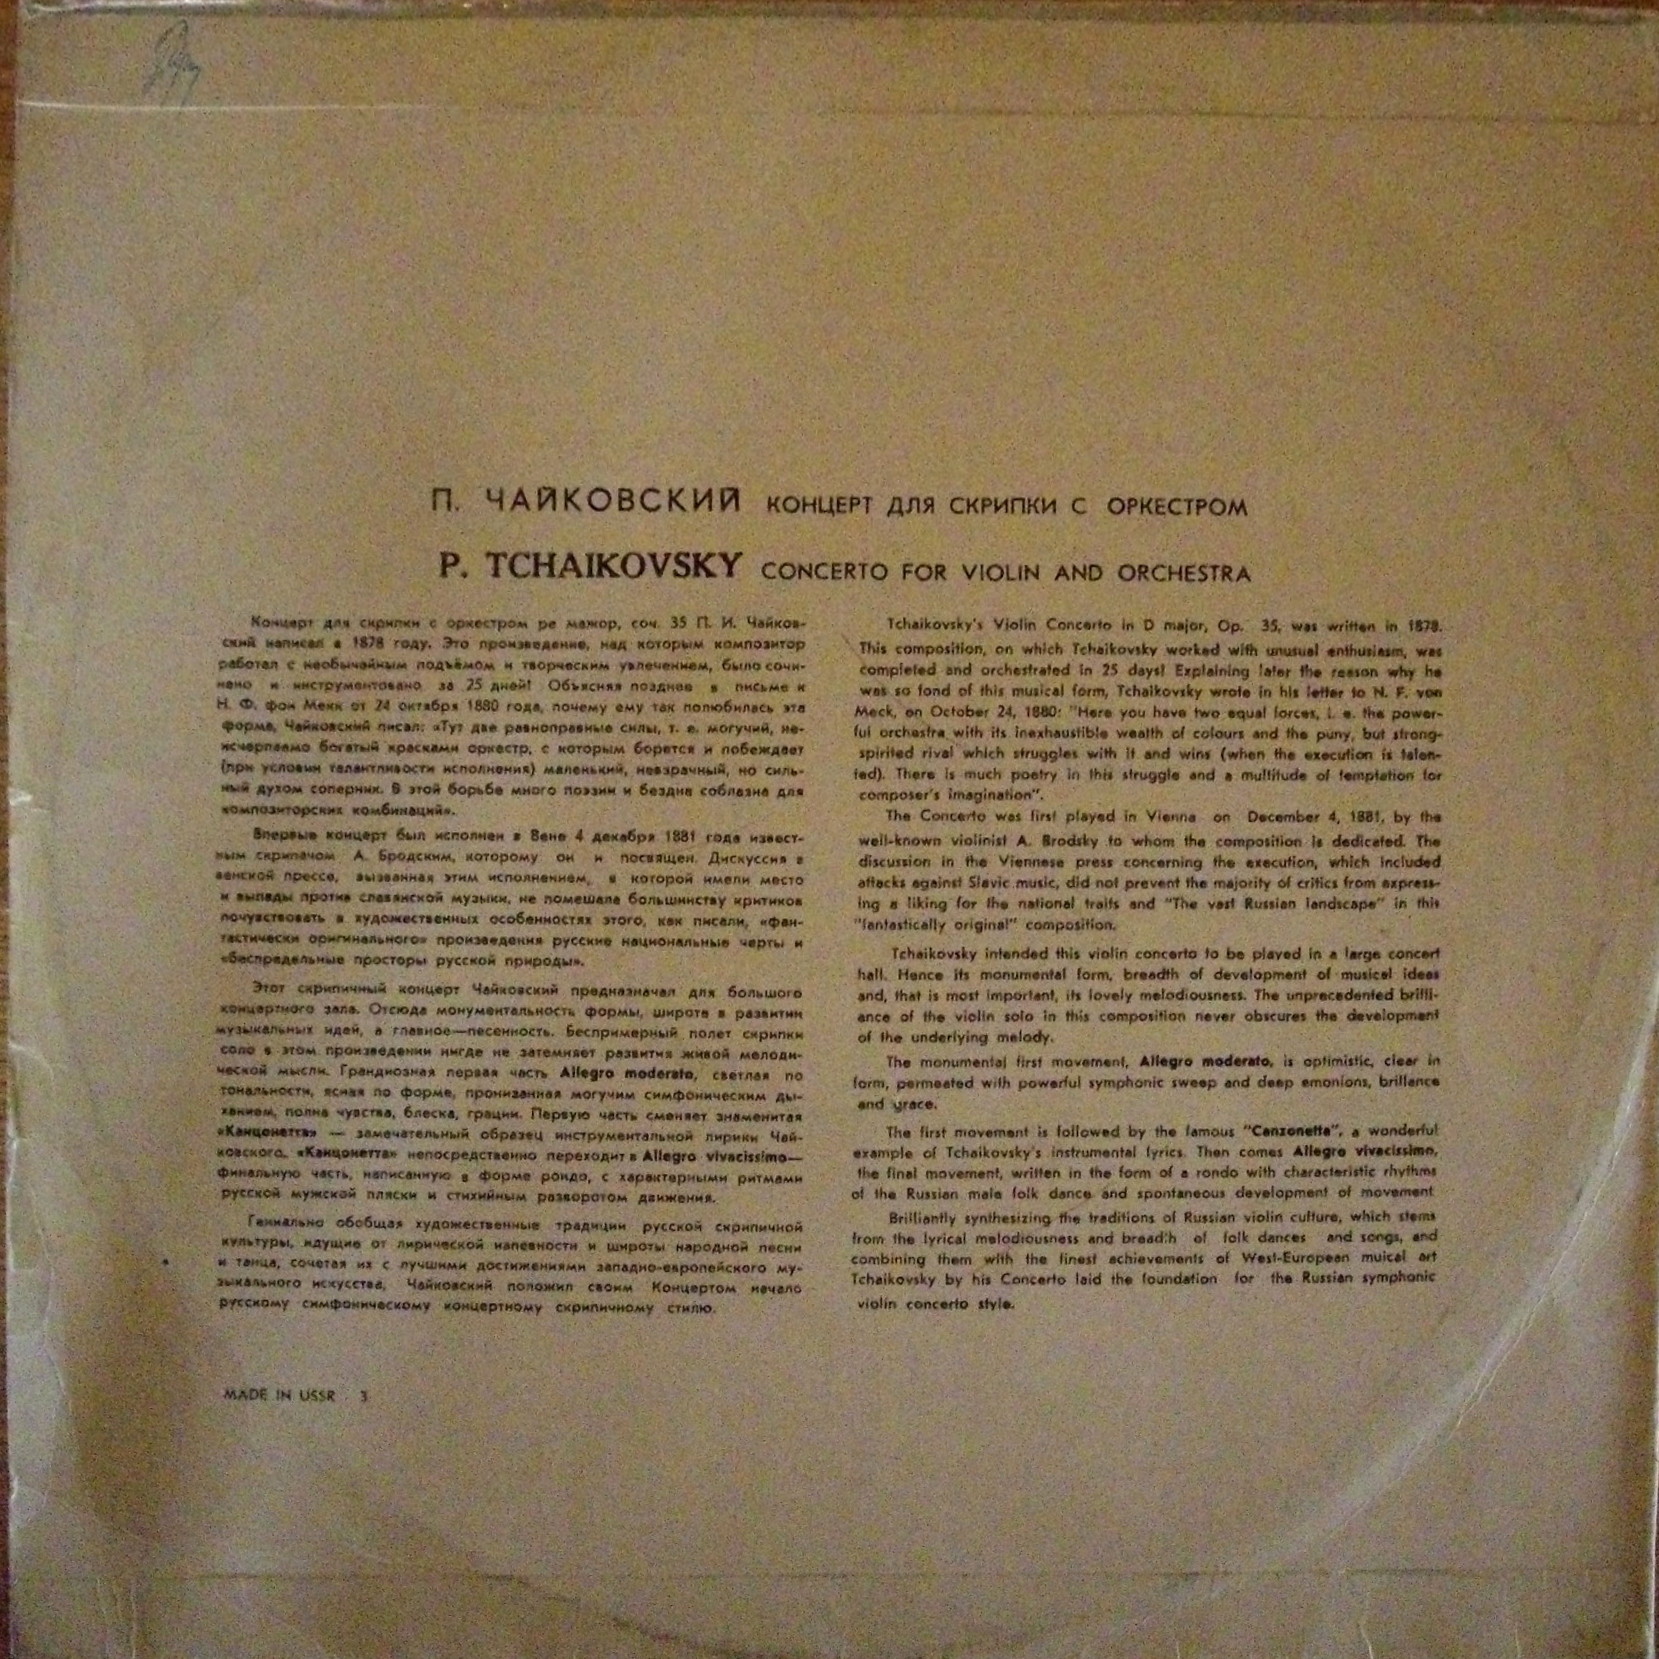 П. ЧАЙКОВСКИЙ КОНЦЕРТ ДЛЯ СКРИПКИ С ОРКЕСТРОМ
P. TCHAIKOVSKY CONCERTO FOR VIOLIN AND ORCHESTRA
Концерт для скрипки с оркестром ре мажор, соч. 35 П. И. Чайков-
ский написал в 1878 году. Это произведение, над которым композитор
работал с необычайным подъёмом и творческим увлечением, было сочи-
нено и инструментовано за 25 дней! Объясняя позднее в письме к
Н. Ф. фон Мекк от 24 октября 1880 года, почему ему так полюбилась эта
форма, Чайковский писал: «Тут две равноправные силы, т. е. могучий, не-
исчерпаемо богатый красками оркестр, с которым борется и побеждает
(при условии талантливости исполнения) маленький, невзрачный, но силь-
ный духом соперник. В этой борьбе много поэзии и бездна соблазна для
композиторских комбинаций».
Впервые концерт был исполнен в Вене 4 декабря 1881 года извест-
ным скрипачом А. Бродским, которому он и посвящен. Дискуссия в
венской прессе, вызванная этим исполнением, в которой имели место
и выпады против славянской музыки, не помешала большинству критиков
почувствовать в художественных особенностях этого, как писали, «фан-
тастически оригинального» произведения русские национальные черты и
«беспредельные просторы русской природы».
Этот скрипичный концерт Чайковский предназначал для большого
концертного зала. Отсюда монументальность формы, широта в развитии
музыкальных идей, а главное—песенность. Беспримерный полет скрипки
соло в этом произведении нигде не затемняет развития живой мелоди-
ческой мысли. Грандиозная первая часть Allegro moderato, светлая по
тональности, ясная по форме, пронизанная могучим симфоническим ды-
ханием, полна чувства, блеска, грации. Первую часть сменяет знаменитая
«Канцонетта» — замечательный образец инструментальной лирики Чай-
ковского. «Канцонетта» непосредственно переходит в Allegro vivacissimo—
финальную часть, написанную в форме рондо, с характерными ритмами
русской мужской пляски и стихийным разворотом движения.
Гениально обобщая художественные традиции русской скрипичной
культуры, идущие от лирической напевности и широты народной песни
и танца, сочетая их с лучшими достижениями западно-европейского му-
зыкального искусства, Чайковский положил своим Концертом начало
русскому симфоническому концертному скрипичному стилю.
MADE IN USSR 3
Tchaikovsky's Violin Concerto in D major, Op. 35, was written in 1878.
This composition, on which Tchaikovsky worked with unusual enthusiasm, was
completed and orchestrated in 25 days! Explaining later the reason why he
was so fond of this musical form, Tchaikovsky wrote in his letter to N. F. von
Meck, on October 24, 1880: "Here you have two equal forces, i. e. the power-
ful orchestra with its inexhaustible wealth of colours and the puny, but strong-
spirited rival which struggles with it and wins (when the execution is talen-
ted). There is much poetry in this struggle and a multitude of temptation for
composer's imagination".
The Concerto was first played in Vienna on December 4, 1881, by the
well-known violinist A. Brodsky to whom the composition is dedicated. The
discussion in the Viennese press concerning the execution, which included
attacks against Slavic music, did not prevent the majority of critics from express-
ing a liking for the national traits and "The vast Russian landscape" in this
"fantastically original" composition.
Tchaikovsky intended this violin concerto to be played in a large concert
hall. Hence its monumental form, breadth of development of musical ideas
and, that is most important, its lovely melodiousness. The unprecedented brilli-
ance of the violin solo in this composition never obscures the development
of the underlying melody.
The monumental first movement, Allegro moderato, is optimistic, clear in
form, permeated with powerful symphonic sweep and deep emonions, brillance
and grace.
The first movement is followed by the famous "Canzonetta", a wonderful
example of Tchaikovsky's instrumental lyrics. Then comes Allegro vivacissimo,
the final movement, written in the form of a rondo with characteristic rhythms
of the Russian male folk dance and spontaneous development of movement
Brilliantly synthesizing the traditions of Russian violin culture, which stems
from the lyrical melodiousness and breadth of folk dances and songs, and
combining them with the finest achievements of West-European muical art
Tchaikovsky by his Concerto laid the foundation for the Russian symphonic
violin concerto style.